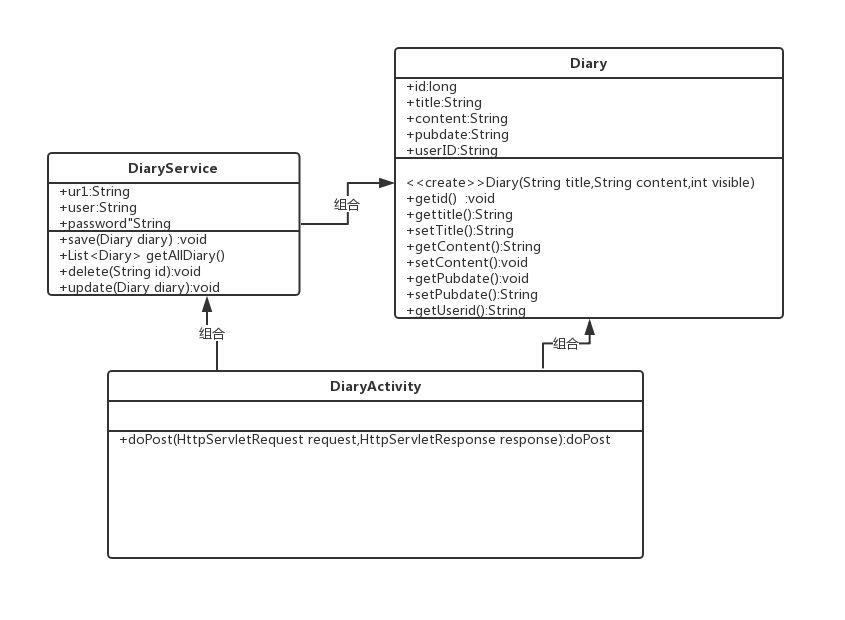 Diary
+id:long
+title:String
+content:String
+pubdate:String
+userID:String
<<create>>Diary(String title,String content,int visible)
+getid()  :void
+gettitle():String
+setTitle():String
+getContent():String
+setContent():void
+getPubdate():void
+setPubdate():String
+getUserid():String
DiaryService
+ur1:String
+user:String
+password"String
+save(Diary diary) :void
+List<Diary> getAllDiary()
+delete(String id):void
+update(Diary diary):void
组合
组合
组合
DiaryActivity
+doPost(HttpServletRequest request,HttpServletResponse response):doPost